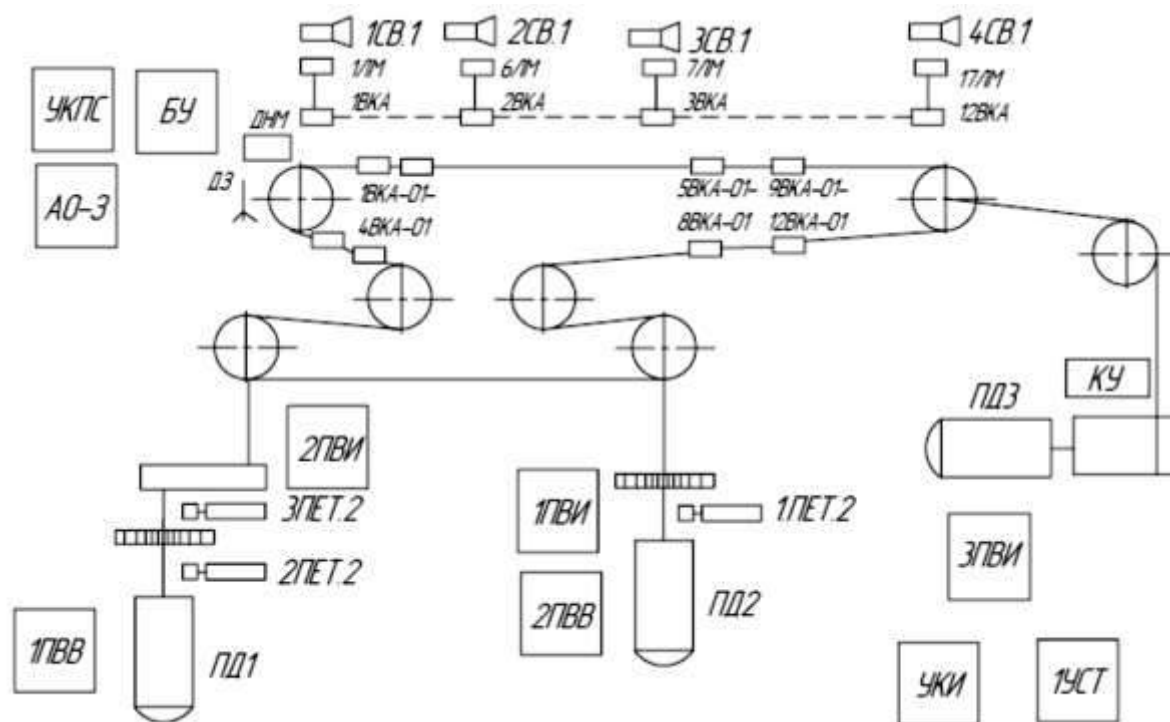 1СВ.1 2СВ.1 3СВ.1 4СВ.1
1ЛМ 6ЛМ 7ЛМ 17ЛМ
УКПС БУ 1ВКА 2ВКА 3ВКА 12ВКА
ДНМ
ДЗ
АО-3 1ВКА-01- 5ВКА-01- 9ВКА-01-
4ВКА-01 8ВКА-01 12ВКА-01
КУ
ПД3
2ПВИ
3ПЕТ.2 1ПВИ 1.ПЕТ.2
3ПВИ
2ПЕТ.2
2ПВВ ПД2
1ПВВ
ПД1 УКИ 1УСТ